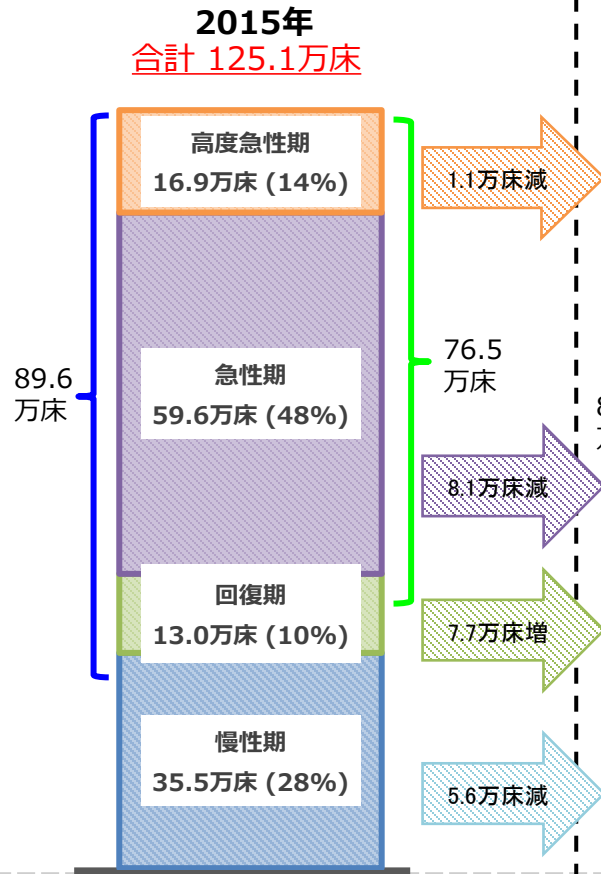 2015年
合計 125.1万床
高度急性期
16.9万床 (14%)
1.1万床減
76.5
万床
89.6
万床
急性期
59.6万床 (48%)
8.1万床減
回復期
13.0万床 (10%)
7.7万床増
慢性期
35.5万床 (28%)
5.6万床減